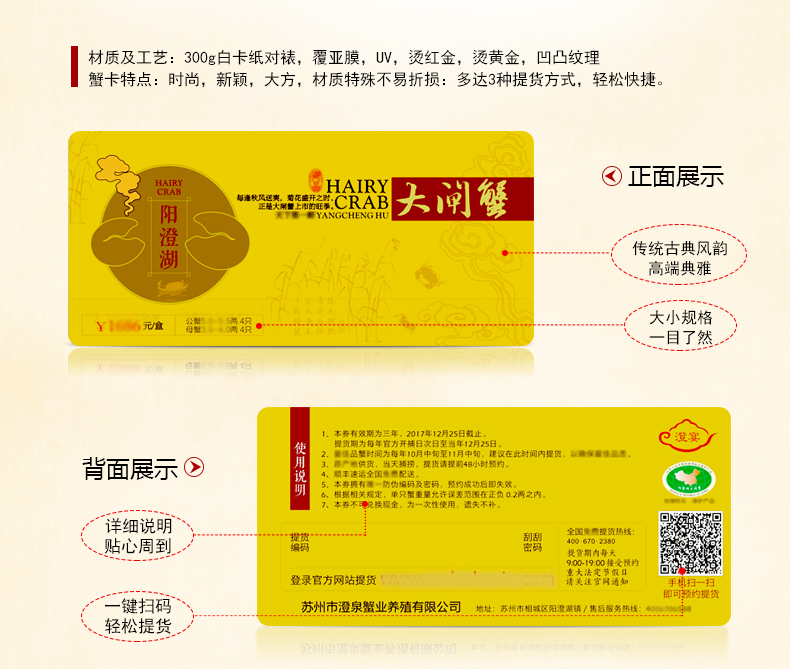 材质及工艺：300g白卡纸对裱，覆亚膜，UV，烫红金，烫黄金，凹凸纹理
蟹卡特点：时尚，新颖，大方，材质特殊不易折损：多达3种提货方式，轻松快捷。
正面展示
传统古典风韵
高端典雅
大小规格
一目了然
HAIRY
CRAB
阳澄湖
每逢秋风送爽，菊花盛开之时，
正是大闸蟹上市的旺季。
HAIRY
CRAB
YANGCHENG HU
大闸蟹
¥ 元/盒
公蟹 两 4只
母蟹 两 4只
背面展示
详细说明
贴心周到
一键扫码
轻松提货
使用说明
1、本券有效期为三年，2017年12月25日截止。
提货期为每年官方开捕日次日至当年12月25日。
2、品蟹时间为每年10月中旬至11月中旬，建议在此时间内提货，
3、供货，当天捕捞，提货请提前48小时预约。
4、顺丰速运全国免费配送。
5、本券拥有唯一防伪编码及密码，预约成功后即失效。
6、根据相关规定，单只蟹重量允许误差范围在正负 0.2两之内。
7、本券不可兑换现金，为一次性使用，遗失不补。
澄宴
提货
编码
刮刮
密码
登录官方网站提货
全国免费提货热线：
400-670-2380
提货期内每天
9:00-19:00 接受预约
重大法定节假日
请关注官网通知
手机扫一扫
即可预约提货
苏州市澄泉蟹业养殖有限公司
地址：苏州市相城区阳澄湖镇 / 售后服务热线：